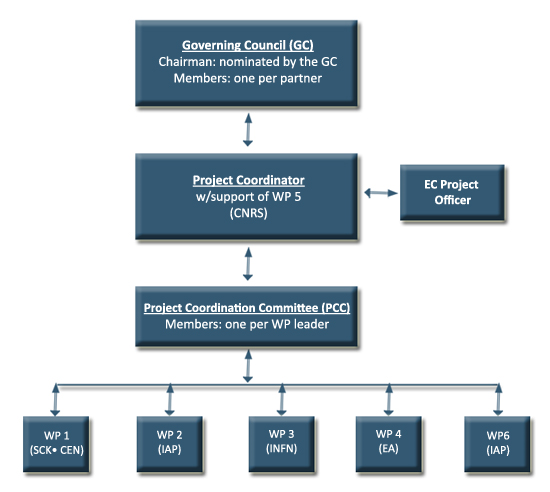 Governing Council (GC)
Chairman: nominated by the GC
Members: one per partner
Project Coordinator
w/support of WP 5
(CNRS)
EC Project
Officer
Project Coordination Committee (PCC)
Members: one per WP leader
WP 1
(SCK• CEN)
WP 2
(IAP)
WP 3
(INFN)
WP 4
(EA)
WP6
(IAP)